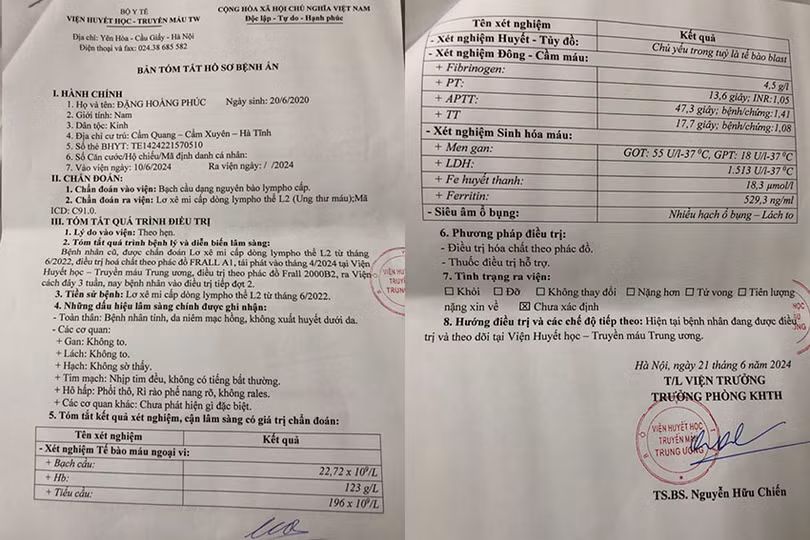 BỘ Y TẾ
VIỆN HUYẾT HỌC - TRUYỀN MÁU TW
Địa chỉ: Yên Hòa - Cầu Giấy - Hà Nội
Điện thoại và fax: 024.38 685 582
CỘNG HÒA XÃ HỘI CHỦ NGHĨA VIỆT NAM
Độc lập - Tự do - Hạnh phúc
BẢN TÓM TẮT HỒ SƠ BỆNH ÁN
I. HÀNH CHÍNH
1. Họ và tên: ĐẶNG HOÀNG PHÚC Ngày sinh: 20/6/2020
2. Giới tính: Nam
3. Dân tộc: Kinh
4. Địa chỉ cư trú: Cẩm Quang – Cẩm Xuyên – Hà Tĩnh
5. Số thẻ BHYT: TE1424221570510
6. Số Căn cước/Hộ chiếu/Mã định danh cá nhân:
7. Vào viện ngày: 10/6/2024 Ra viện ngày: / /2024
II. CHẨN ĐOÁN:
1. Chẩn đoán vào viện: Bạch cầu dạng nguyên bào lympho cấp.
2. Chẩn đoán ra viện: Lơ xê mi cấp dòng lympho thể L2 (Ung thư máu);Mã
ICD: C91.0.
III. TÓM TẮT QUÁ TRÌNH ĐIỀU TRỊ
1. Lý do vào viện: Theo hẹn.
2. Tóm tắt quá trình bệnh lý và diễn biến lâm sàng:
Bệnh nhân cũ, được chẩn đoán Lơ xê mi cấp dòng lympho thể L2 từ tháng
6/2022, điều trị hoá chất theo phác đồ FRALL A1, tái phát vào tháng 4/2024 tại Viện
Huyết học – Truyền máu Trung ương, điều trị theo phác đồ Frall 2000B2, ra Viện
cách đây 3 tuần, nay bệnh nhân vào điều trị tiếp đợt 2.
3. Tiền sử bệnh: Lơ xê mi cấp dòng lympho thể L2 từ tháng 6/2022.
4. Những dấu hiệu lâm sàng chính được ghi nhận:
- Toàn thân: Bệnh nhân tỉnh, da niêm mạc hồng, không xuất huyết dưới da.
- Các cơ quan:
+ Gan: Không to.
+ Lách: Không to.
+ Hạch: Không sờ thấy.
+ Tim mạch: Nhịp tim đều, không có tiếng bất thường.
+ Hô hấp: Phổi thô, Rì rào phế nang rõ, không rales.
+ Các cơ quan khác: Chưa phát hiện gì đặc biệt.
5. Tóm tắt kết quả xét nghiệm, cận lâm sàng có giá trị chẩn đoán:
Tên xét nghiệm Kết quả
- Xét nghiệm Tế bào máu ngoại vi:
+ Bạch cầu: 22,72 x 10⁹/L
+ Hb: 123 g/L
+ Tiểu cầu: 196 x 10⁹/L
VIỆN HUYẾT
TRUYỀN
TRUNG
Tên xét nghiệm Kết quả
- Xét nghiệm Huyết - Tủy đồ: Chủ yếu trong tuỷ là tế bào blast
- Xét nghiệm Đông - Cầm máu:
+ Fibrinogen: 4,5 g/l
+ PT: 13,6 giây; INR:1,05
+ APTT: 47,3 giây; bệnh/chứng:1,41
+ TT 17,7 giây; bệnh/chứng:1,08
- Xét nghiệm Sinh hóa máu:
+ Men gan: GOT: 55 U/l-37 ⁰C, GPT: 18 U/l-37 ⁰C
+ LDH: 1.513 U/l-37 ⁰C
+ Fe huyết thanh: 18,3 µmol/l
+ Ferritin: 529,3 ng/ml
- Siêu âm ổ bụng: Nhiều hạch ổ bụng – Lách to
6. Phương pháp điều trị:
- Điều trị hóa chất theo phác đồ.
- Thuốc điều trị hỗ trợ.
7. Tình trạng ra viện:
☐ Khỏi ☐ Đỡ ☐ Không thay đổi ☐ Nặng hơn ☐ Tử vong ☐ Tiên lượng
nặng xin về ☒ Chưa xác định
8. Hướng điều trị và các chế độ tiếp theo: Hiện tại bệnh nhân đang được điều
trị và theo dõi tại Viện Huyết học – Truyền máu Trung ương.
Hà Nội, ngày 21 tháng 6 năm 2024
T/L VIỆN TRƯỞNG
TRƯỞNG PHÒNG KHTH
VIỆN HUYẾT HỌC
TRUYỀN MÁU
TRUNG ƯƠNG
TS.BS. Nguyễn Hữu Chiến